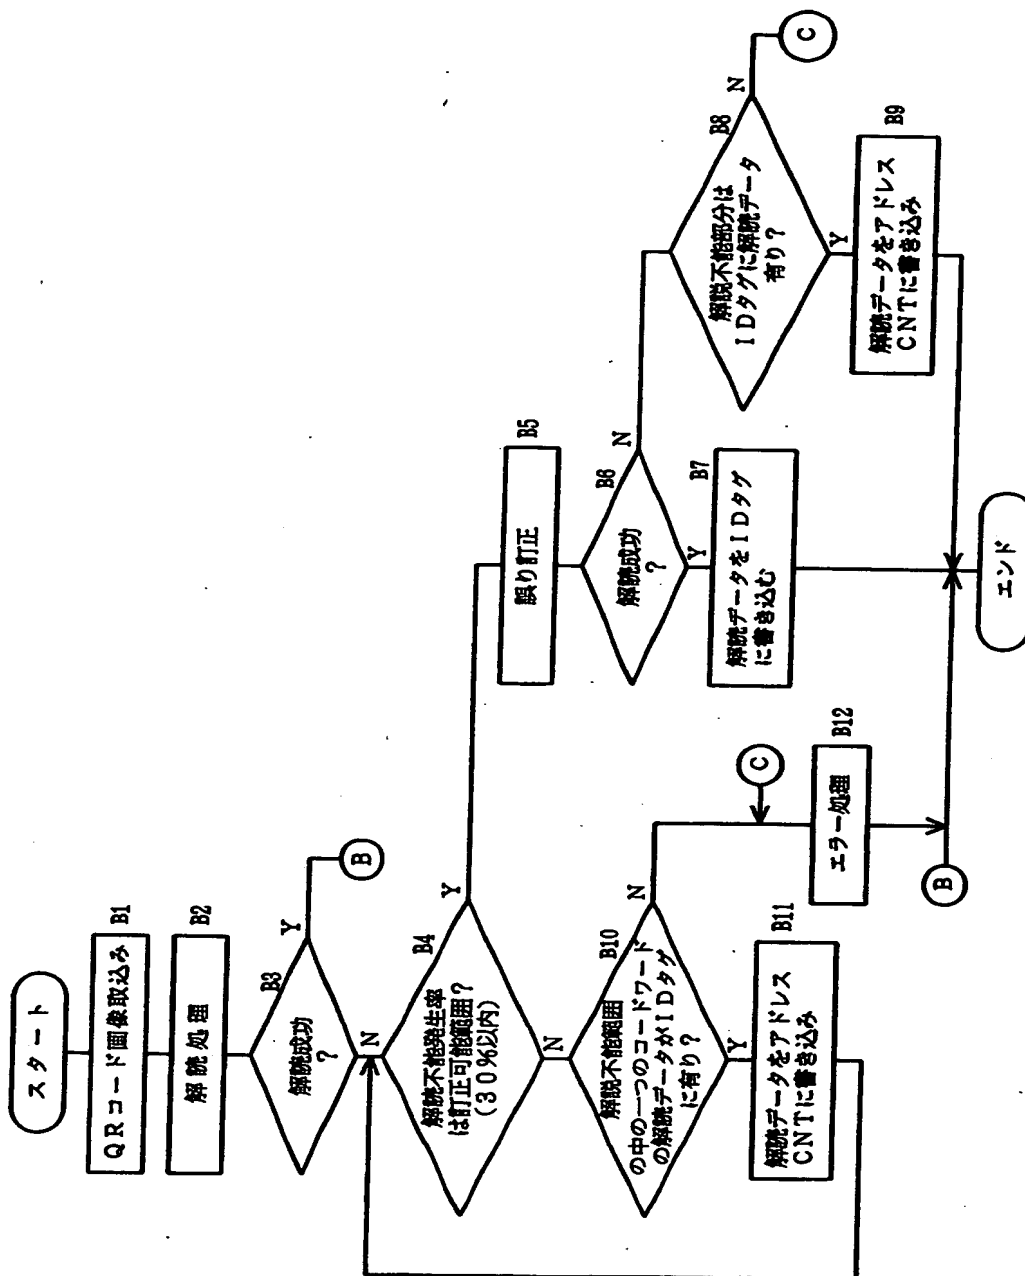 スタート
QRコード画像取込み
B1
解読処理
B2
解読成功
?
B3
Y
B
N
解読不能発生率
は訂正可能範囲?
(30%以内)
B4
Y
N
誤り訂正
B5
解読成功
?
B6
N
Y
解読データをIDタグ
に書き込む
B7
解説不能部分は
IDタグに解読データ
有り?
B8
N
C
Y
解読データをアドレス
CNTに書き込み
B9
解説不能範囲
の中の一つのコードワード
の解読データがIDタグ
に有り?
B10
N
Y
解読データをアドレス
CNTに書き込み
B11
C
エラー処理
B12
B
エンド